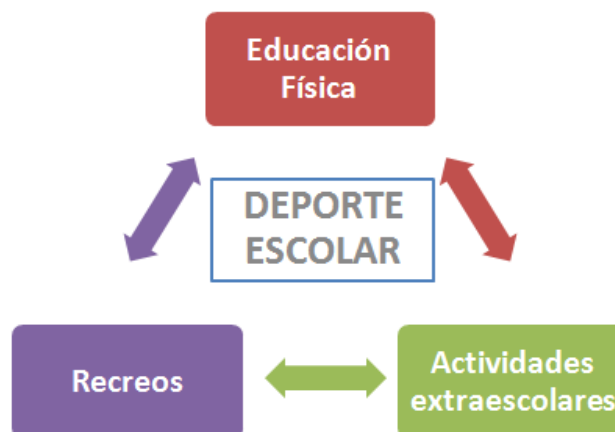 Educación
Física
DEPORTE
ESCOLAR
Recreos
Actividades
extraescolares